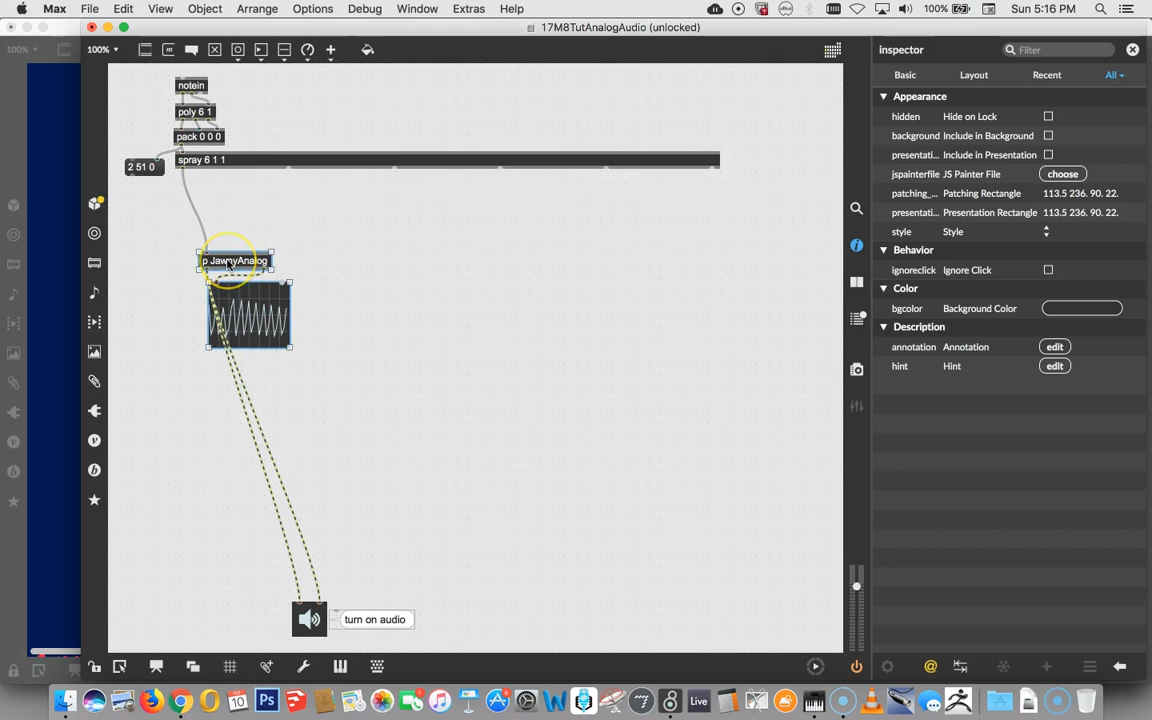 Max File Edit View Object Arrange Options Debug Window Extras Help 100% Sun 5:16 PM
17M8TutAnalogAudio (unlocked)
100%
100%
inspector
Filter
Basic Layout Recent All
Appearance
hidden Hide on Lock
background Include in Background
presentati... Include in Presentation
jspainterfile JS Painter File choose
patching_... Patching Rectangle 113.5 236. 90. 22.
presentati... Presentation Rectangle 113.5 236. 90. 22.
style Style
Behavior
ignoreclick Ignore Click
Color
bgcolor Background Color
Description
annotation Annotation edit
hint Hint edit
notein
poly 6 1
pack 0 0 0
2 51 0
spray 6 1 1
p JawnyAnalog
turn on audio
Live